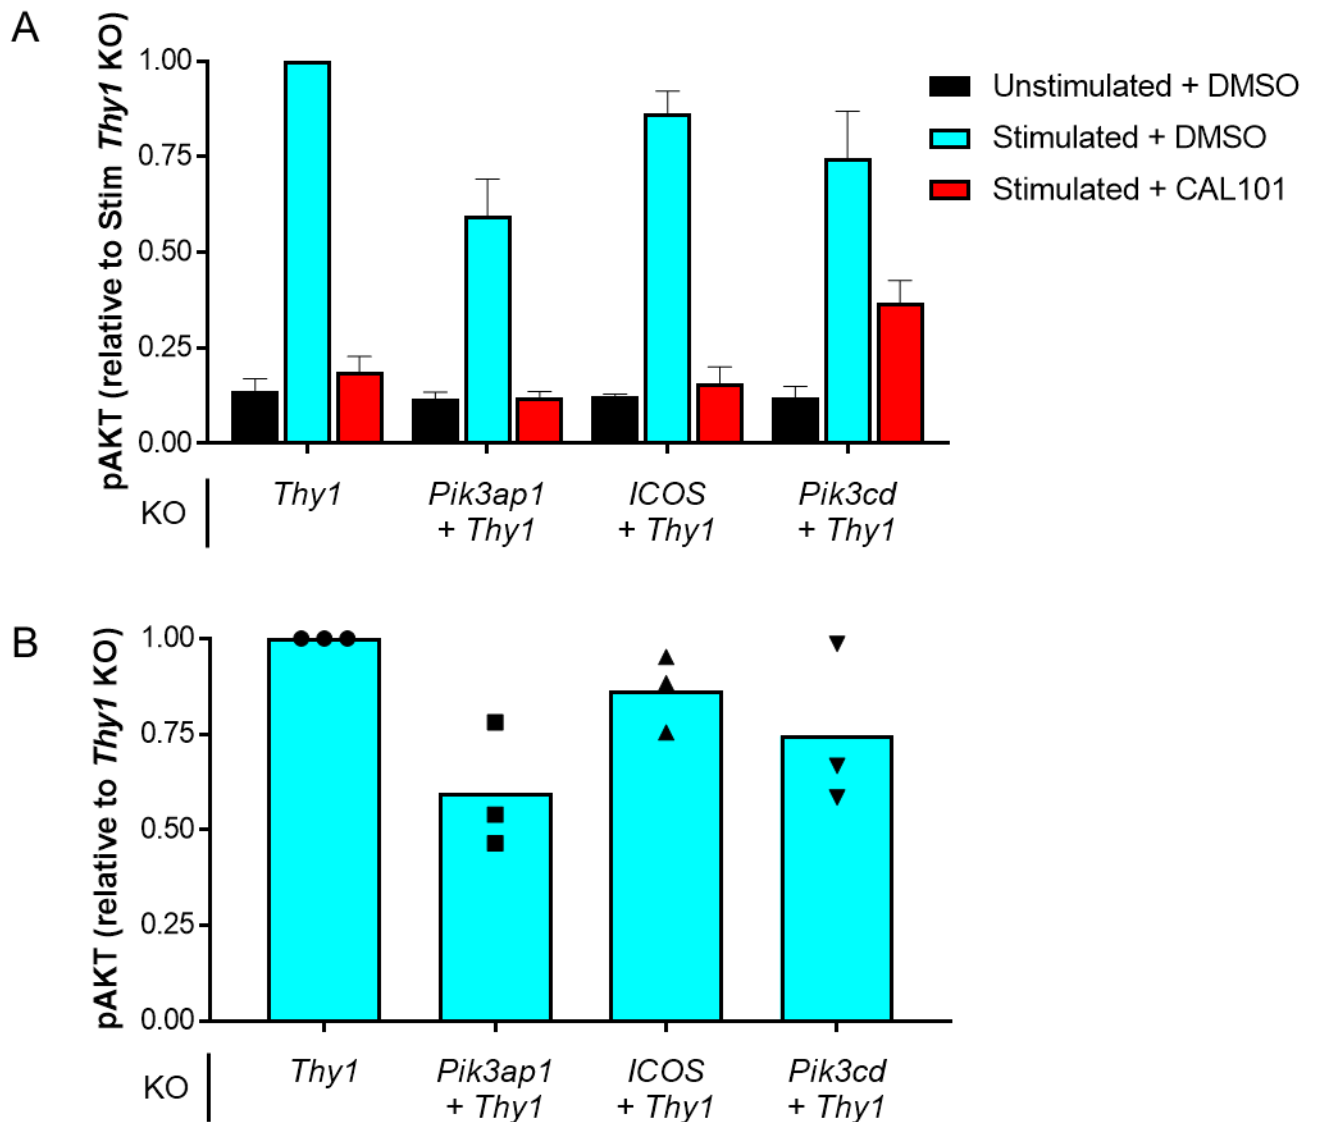 A
pAKT (relative to Stim Thy1 KO)
1.00
0.75
0.50
0.25
0.00
Unstimulated + DMSO
Stimulated + DMSO
Stimulated + CAL101
KO
Thy1
Pik3ap1
+ Thy1
ICOS
+ Thy1
Pik3cd
+ Thy1
B
pAKT (relative to Thy1 KO)
1.00
0.75
0.50
0.25
0.00
KO
Thy1
Pik3ap1
+ Thy1
ICOS
+ Thy1
Pik3cd
+ Thy1